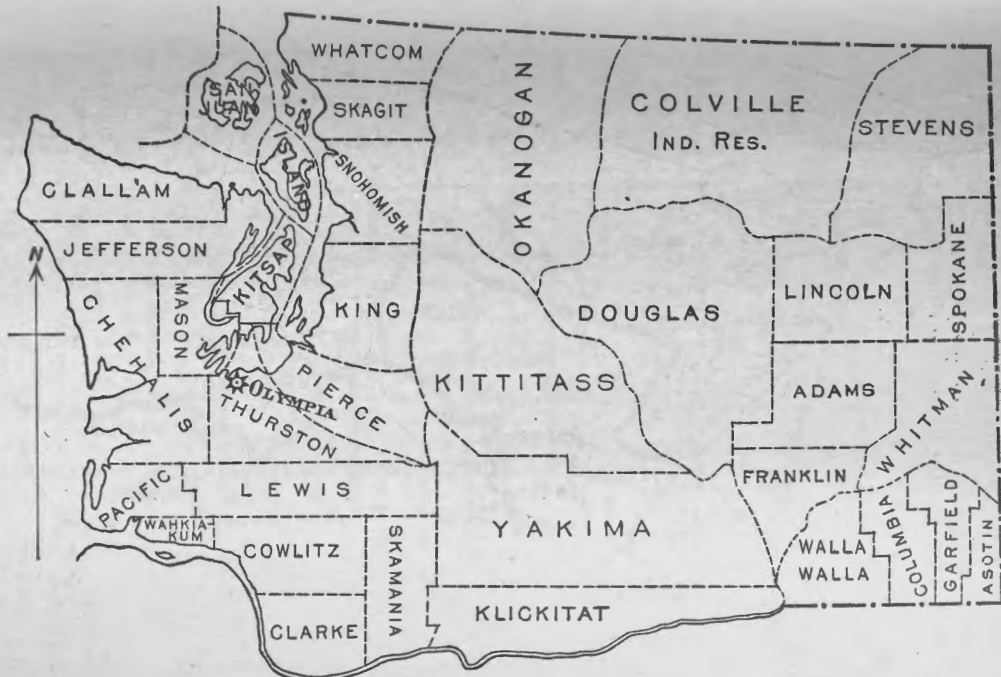 WHATCOM
SAN
JUAN
SKAGIT
OKANOGAN
COLVILLE
IND. RES.
STEVENS
ISLAND
SNOHOMISH
CLALLAM
JEFFERSON
N
KITSAP
MASON
KING
DOUGLAS
LINCOLN
SPOKANE
CHEHALIS
PIERCE
OLYMPIA
THURSTON
KITTITASS
ADAMS
WHITMAN
FRANKLIN
LEWIS
PACIFIC
WAHKIA
KUM
COWLITZ
SKAMANIA
YAKIMA
WALLA
WALLA
COLUMBIA
GARFIELD
ASOTIN
CLARKE
KLICKITAT